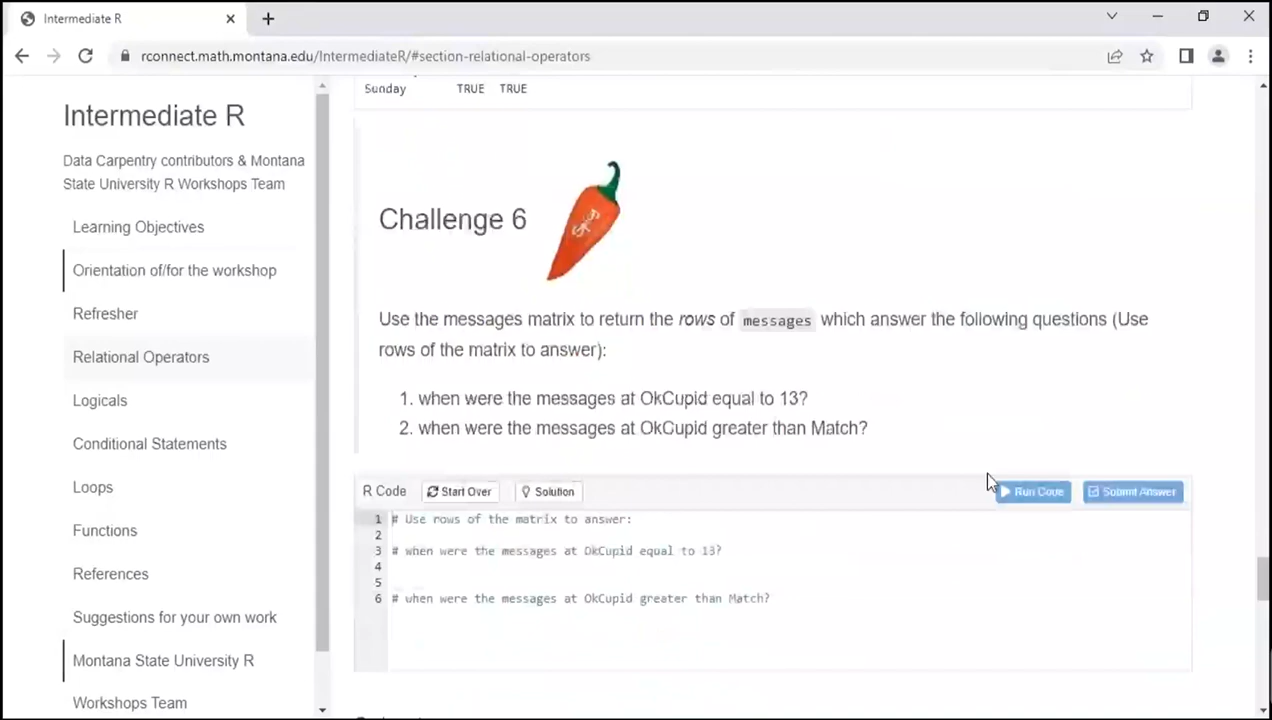 Intermediate R
rconnect.math.montana.edu/IntermediateR/#section-relational-operators
Intermediate R
Data Carpentry contributors & Montana
State University R Workshops Team
Learning Objectives
Orientation of/for the workshop
Refresher
Relational Operators
Logicals
Conditional Statements
Loops
Functions
References
Suggestions for your own work
Montana State University R
Workshops Team
Sunday TRUE TRUE
Challenge 6
Spicy
Use the messages matrix to return the rows of messages which answer the following questions (Use
rows of the matrix to answer):
1. when were the messages at OkCupid equal to 13?
2. when were the messages at OkCupid greater than Match?
R Code Start Over Solution Run Code Submit Answer
1 # Use rows of the matrix to answer:
2
3 # when were the messages at OkCupid equal to 13?
4
5
6 # when were the messages at OkCupid greater than Match?